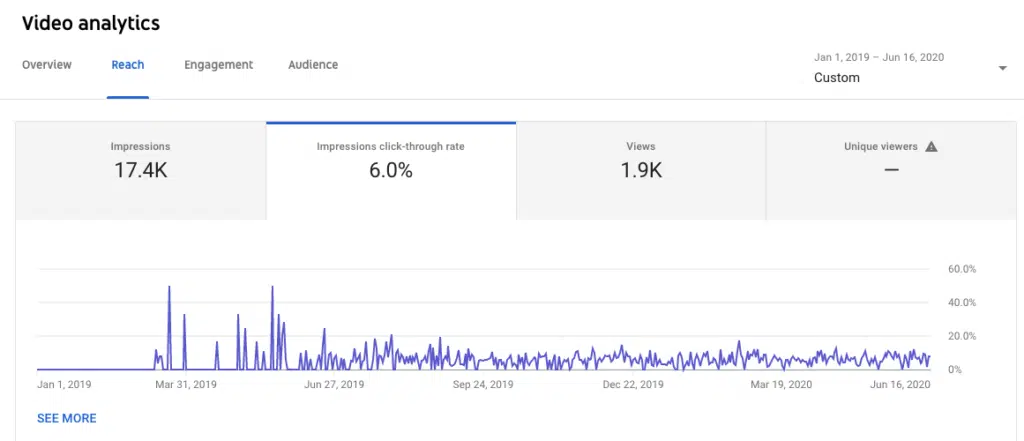 Video analytics
Overview Reach Engagement Audience
Jan 1, 2019 – Jun 16, 2020
Custom
Impressions
17.4K
Impressions click-through rate
6.0%
Views
1.9K
Unique viewers
—
60.0%
40.0%
20.0%
0%
Jan 1, 2019 Mar 31, 2019 Jun 27, 2019 Sep 24, 2019 Dec 22, 2019 Mar 19, 2020 Jun 16, 2020
SEE MORE